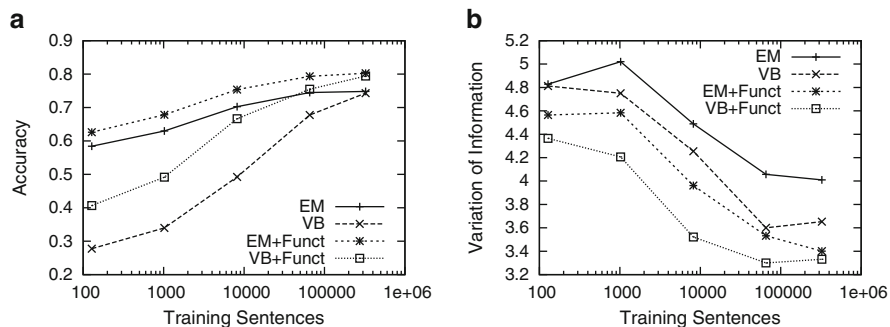 a
0.9
0.8
0.7
0.6
0.5
0.4
0.3
0.2
Accuracy
EM
VB
EM+Funct
VB+Funct
100 1000 10000 100000 1e+06
Training Sentences
b
5.2
5
4.8
4.6
4.4
4.2
4
3.8
3.6
3.4
3.2
Variation of Information
EM
VB
EM+Funct
VB+Funct
100 1000 10000 100000 1e+06
Training Sentences